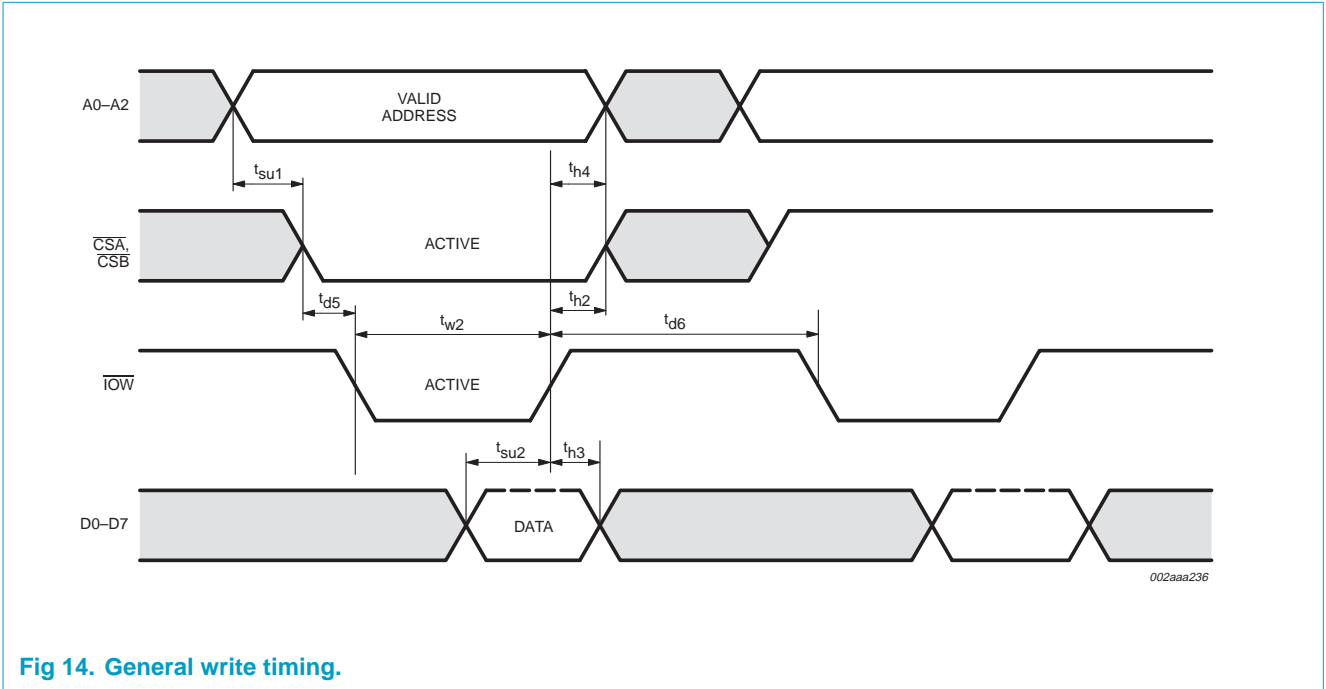 A0–A2
VALID
ADDRESS
tsu1
th4
CSA,
CSB
ACTIVE
td5
th2
tw2
td6
IOW
ACTIVE
tsu2
th3
D0–D7
DATA
002aaa236
Fig 14. General write timing.